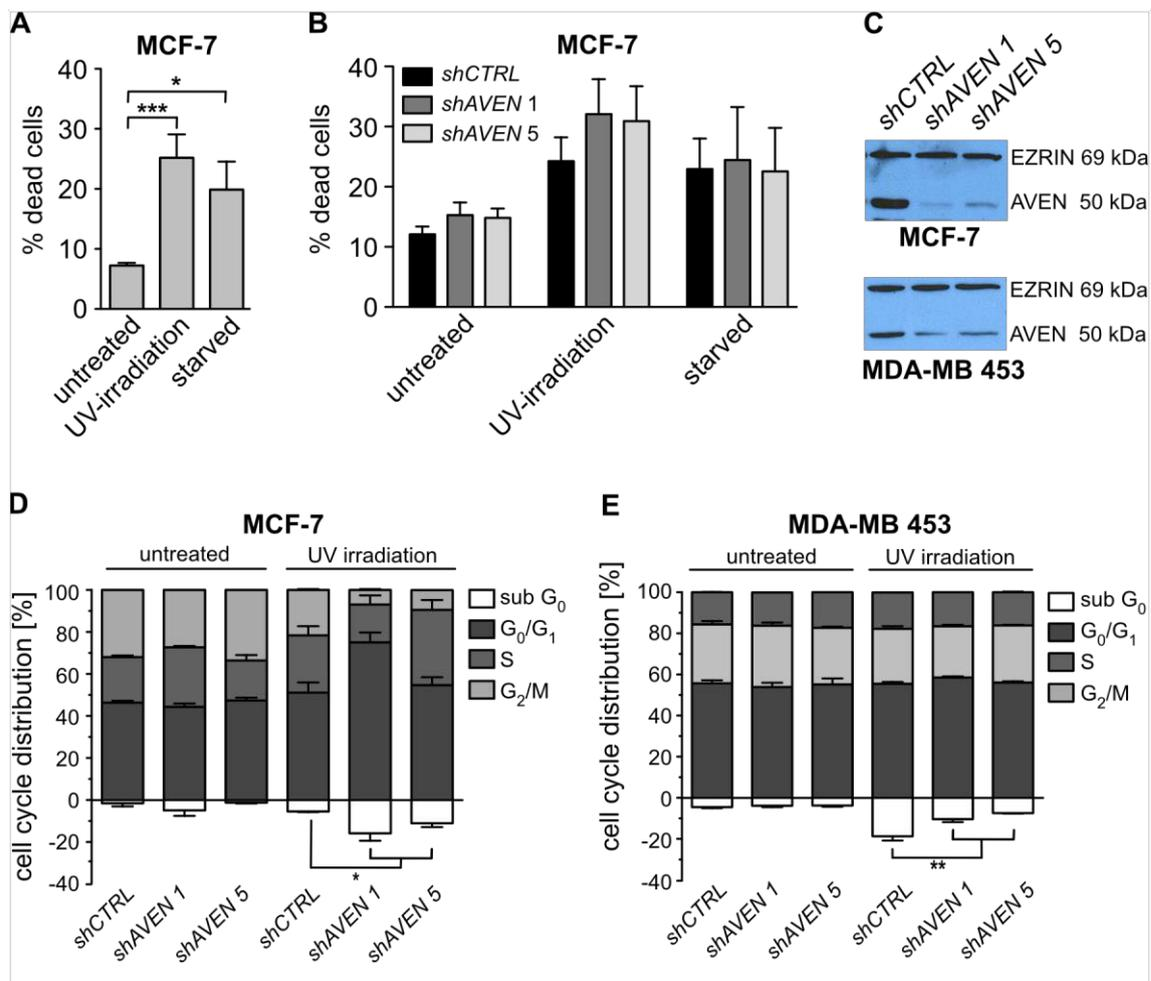 A
MCF-7
% dead cells
40
30
20
10
0
*
***
untreated
UV-irradiation
starved
B
MCF-7
% dead cells
40
30
20
10
0
shCTRL
shAVEN 1
shAVEN 5
untreated
UV-irradiation
starved
C
shCTRL
shAVEN 1
shAVEN 5
EZRIN 69 kDa
AVEN 50 kDa
MCF-7
EZRIN 69 kDa
AVEN 50 kDa
MDA-MB 453
D
MCF-7
untreated
UV irradiation
cell cycle distribution [%]
100
80
60
40
20
0
-20
-40
sub G0
G0/G1
S
G2/M
*
shCTRL
shAVEN 1
shAVEN 5
shCTRL
shAVEN 1
shAVEN 5
E
MDA-MB 453
untreated
UV irradiation
cell cycle distribution [%]
100
80
60
40
20
0
-20
-40
sub G0
G0/G1
S
G2/M
**
shCTRL
shAVEN 1
shAVEN 5
shCTRL
shAVEN 1
shAVEN 5